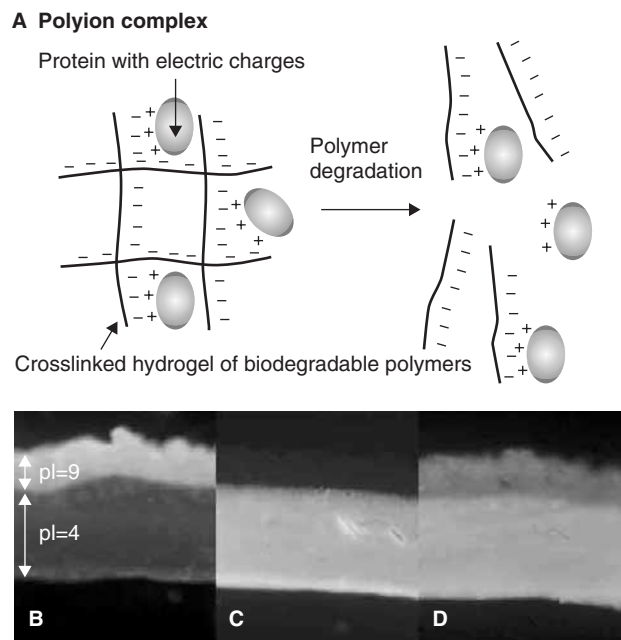 A Polyion complex
Protein with electric charges
Polymer
degradation
Crosslinked hydrogel of biodegradable polymers
pI=9
pI=4
B
C
D